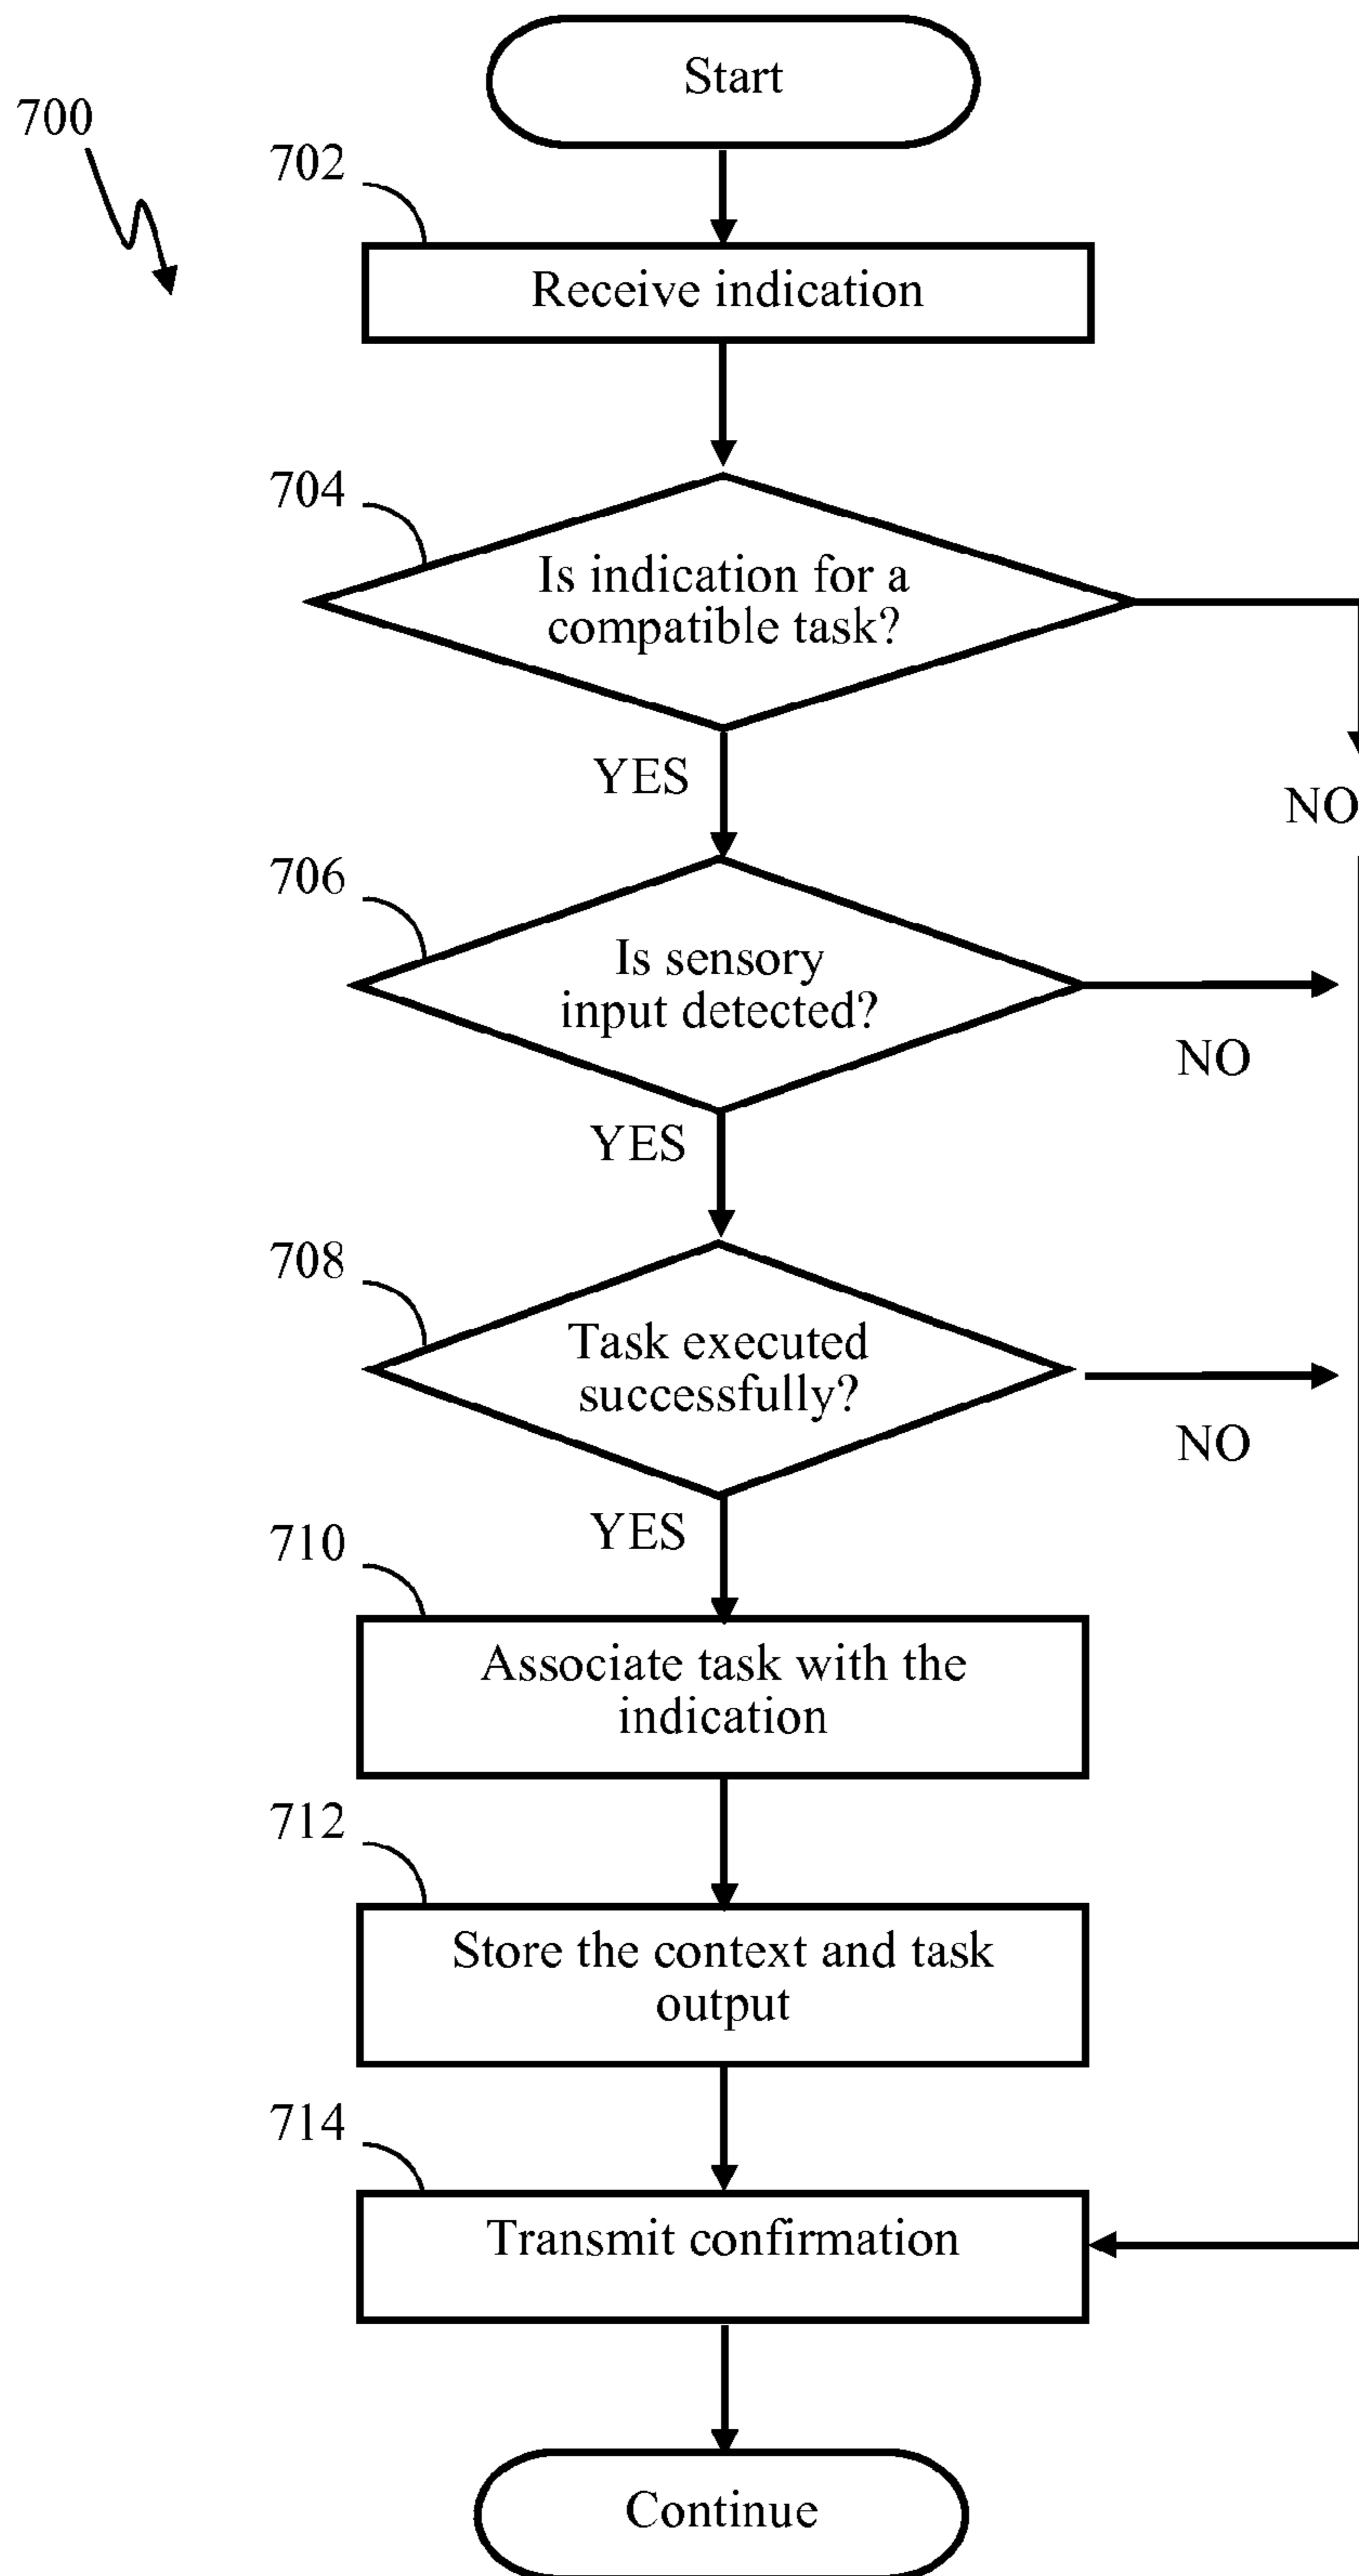 Start
700
702
Receive indication
704
Is indication for a
compatible task?
YES
NO
706
Is sensory
input detected?
NO
YES
708
Task executed
successfully?
NO
YES
710
Associate task with the
indication
712
Store the context and task
output
714
Transmit confirmation
Continue